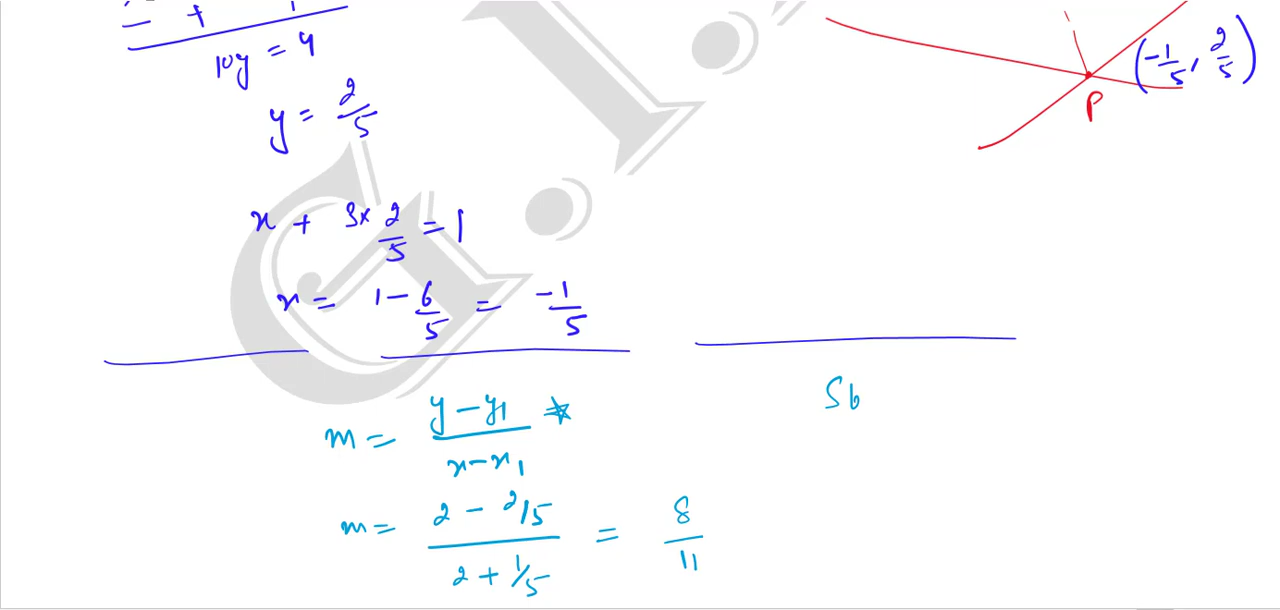 10y = 4
y = 2/5
(-1/5, 2/5)
P
x + 3x 2/5 = 1
x = 1 - 6/5 = -1/5
m = y - y1 / x - x1
m = 2 - 2/5 / 2 + 1/5 = 8/11